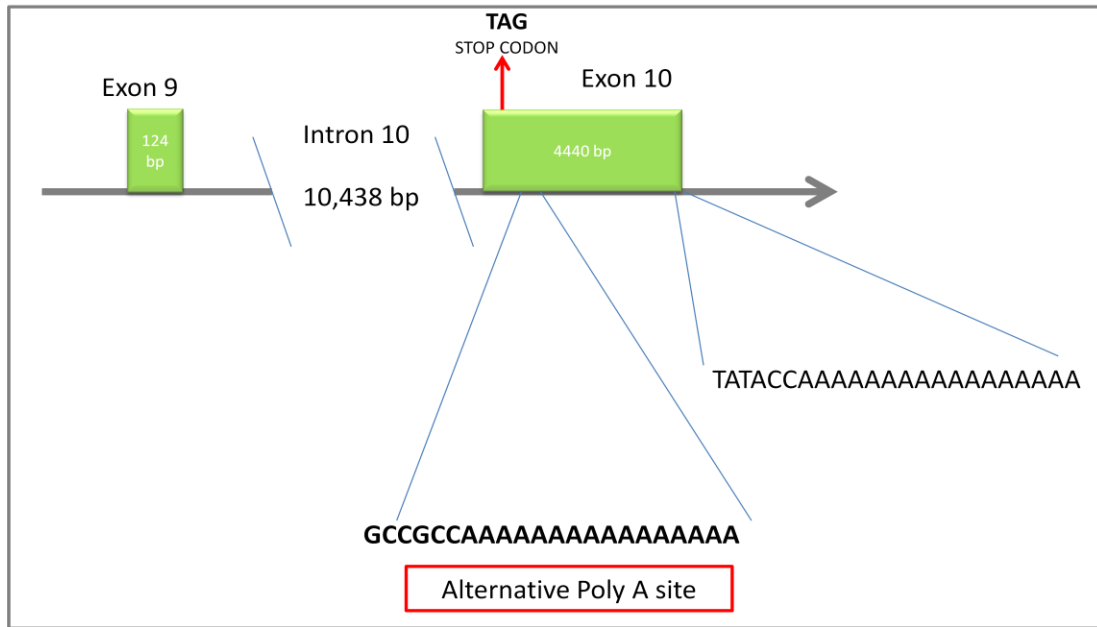 TAG
STOP CODON
Exon 9
Exon 10
124
bp
Intron 10
4440 bp
10,438 bp
TATACCAAAAAAAAAAAAAAAAA
GCCGCCAAAAAAAAAAAAAAAA
Alternative Poly A site